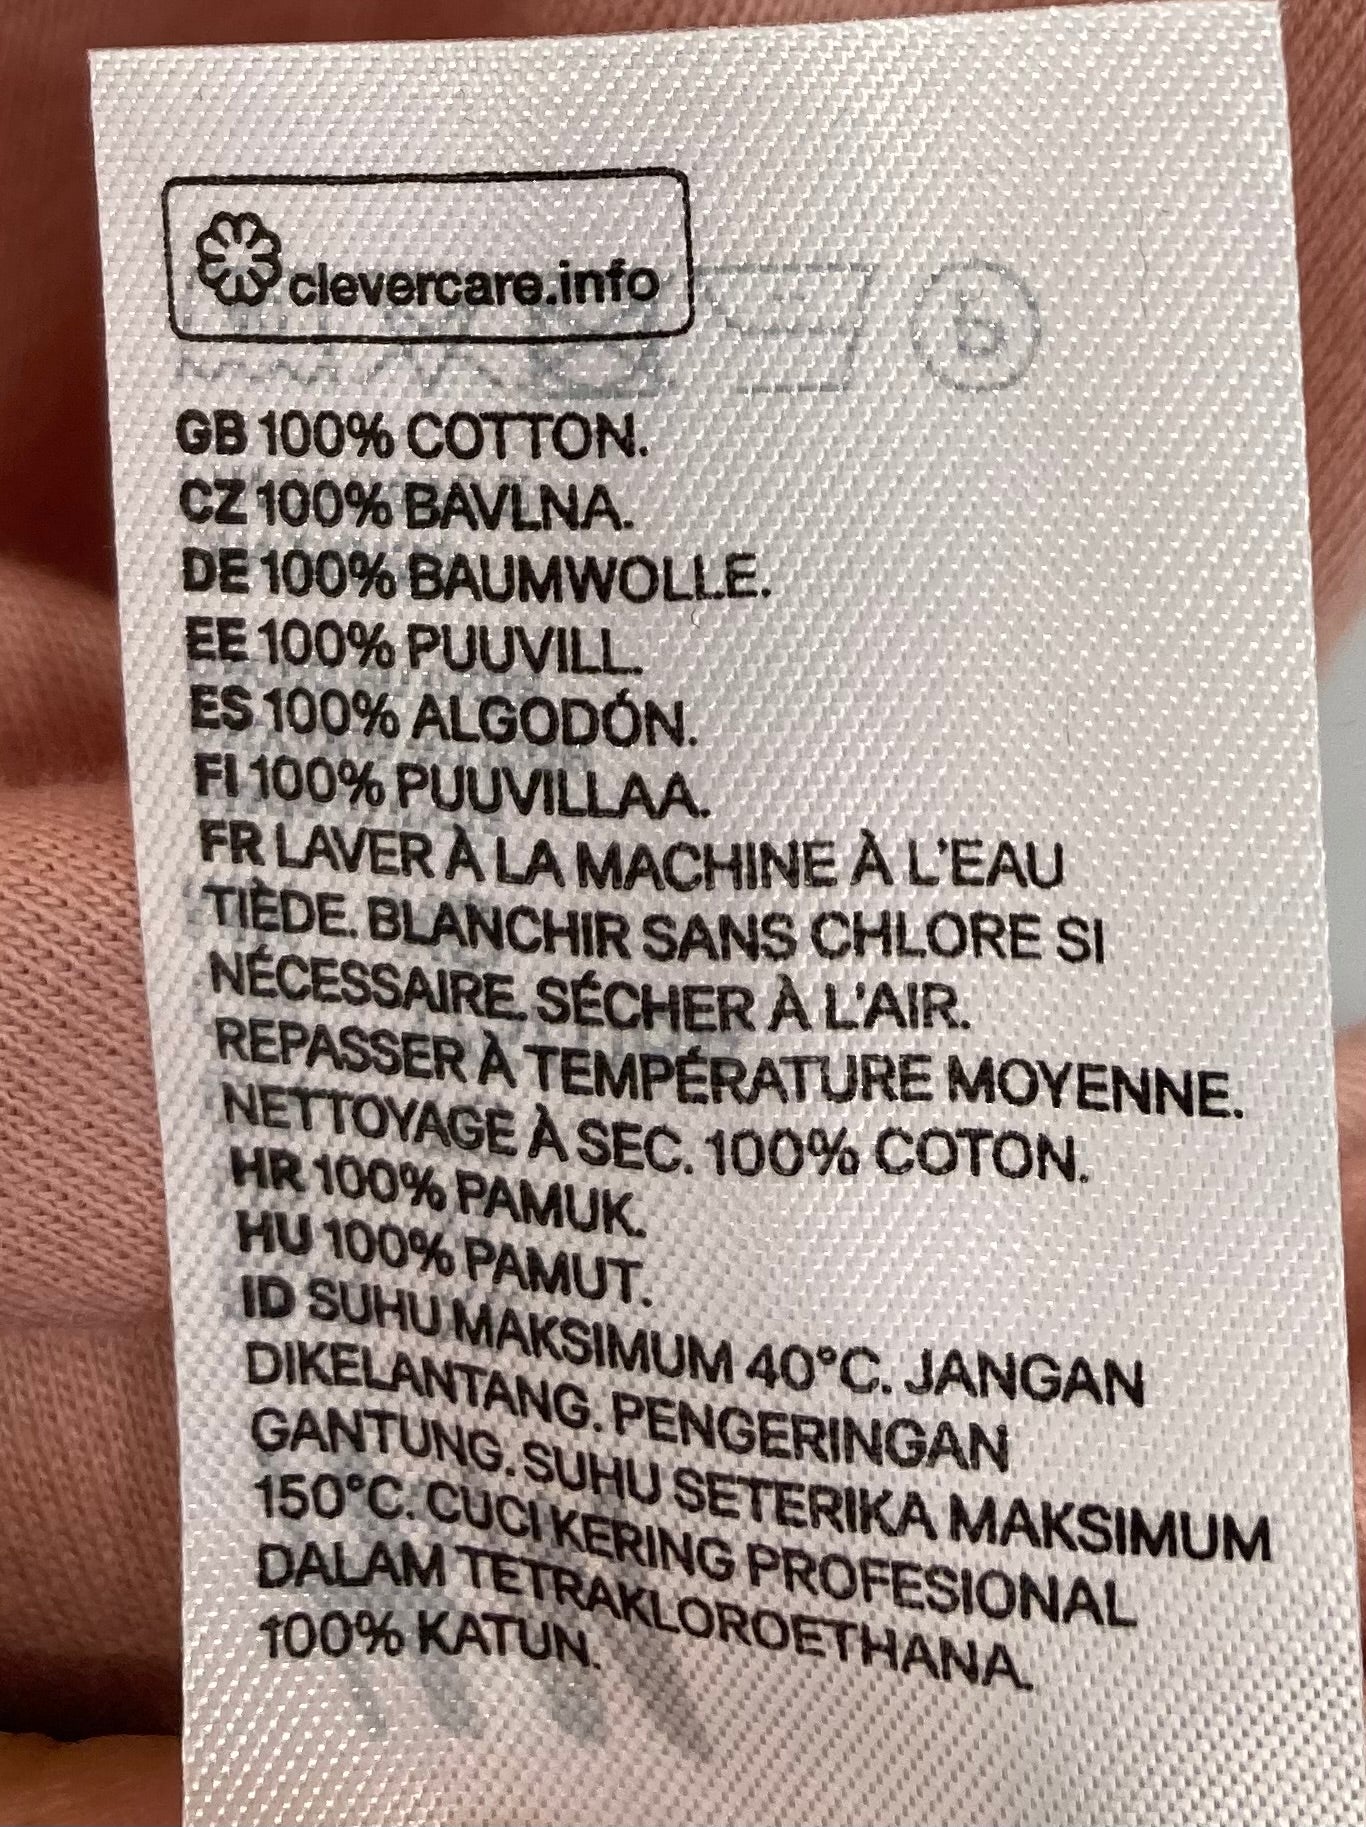 clevercare.info
GB 100% COTTON.
CZ 100% BAVLNA.
DE 100% BAUMWOLLE.
EE 100% PUUVILL.
ES 100% ALGODÓN.
FI 100% PUUVILLAA.
FR LAVER À LA MACHINE À L'EAU
TIÈDE. BLANCHIR SANS CHLORE SI
NÉCESSAIRE. SÉCHER À L'AIR.
REPASSER À TEMPÉRATURE MOYENNE.
NETTOYAGE À SEC. 100% COTON.
HR 100% PAMUK.
HU 100% PAMUT.
ID SUHU MAKSIMUM 40°C. JANGAN
DIKELANTANG. PENGERINGAN
GANTUNG. SUHU SETERIKA MAKSIMUM
150°C. CUCI KERING PROFESIONAL
DALAM TETRAKLOROETHANA.
100% KATUN.